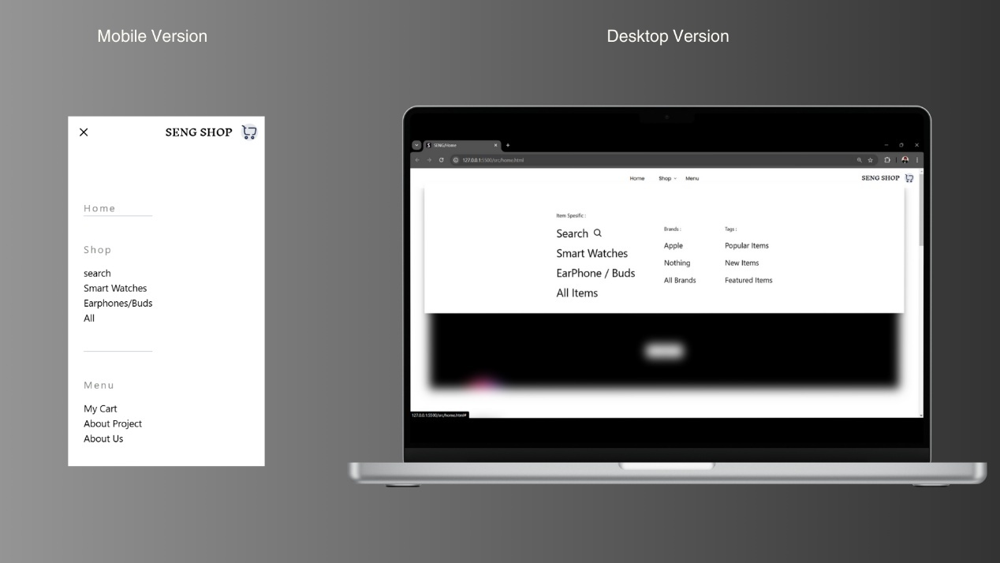 Mobile Version
Desktop Version
SENG SHOP
Home
Shop
search
Smart Watches
Earphones/Buds
All
Menu
My Cart
About Project
About Us
SENG/Home
127.0.0.1:5500/src/home.html
Home Shop Menu
SENG SHOP
Item Spesific :
Search
Smart Watches
EarPhone / Buds
All Items
Brands :
Apple
Nothing
All Brands
Tags :
Popular Items
New Items
Featured Items
127.0.0.1:5500/src/home.html#